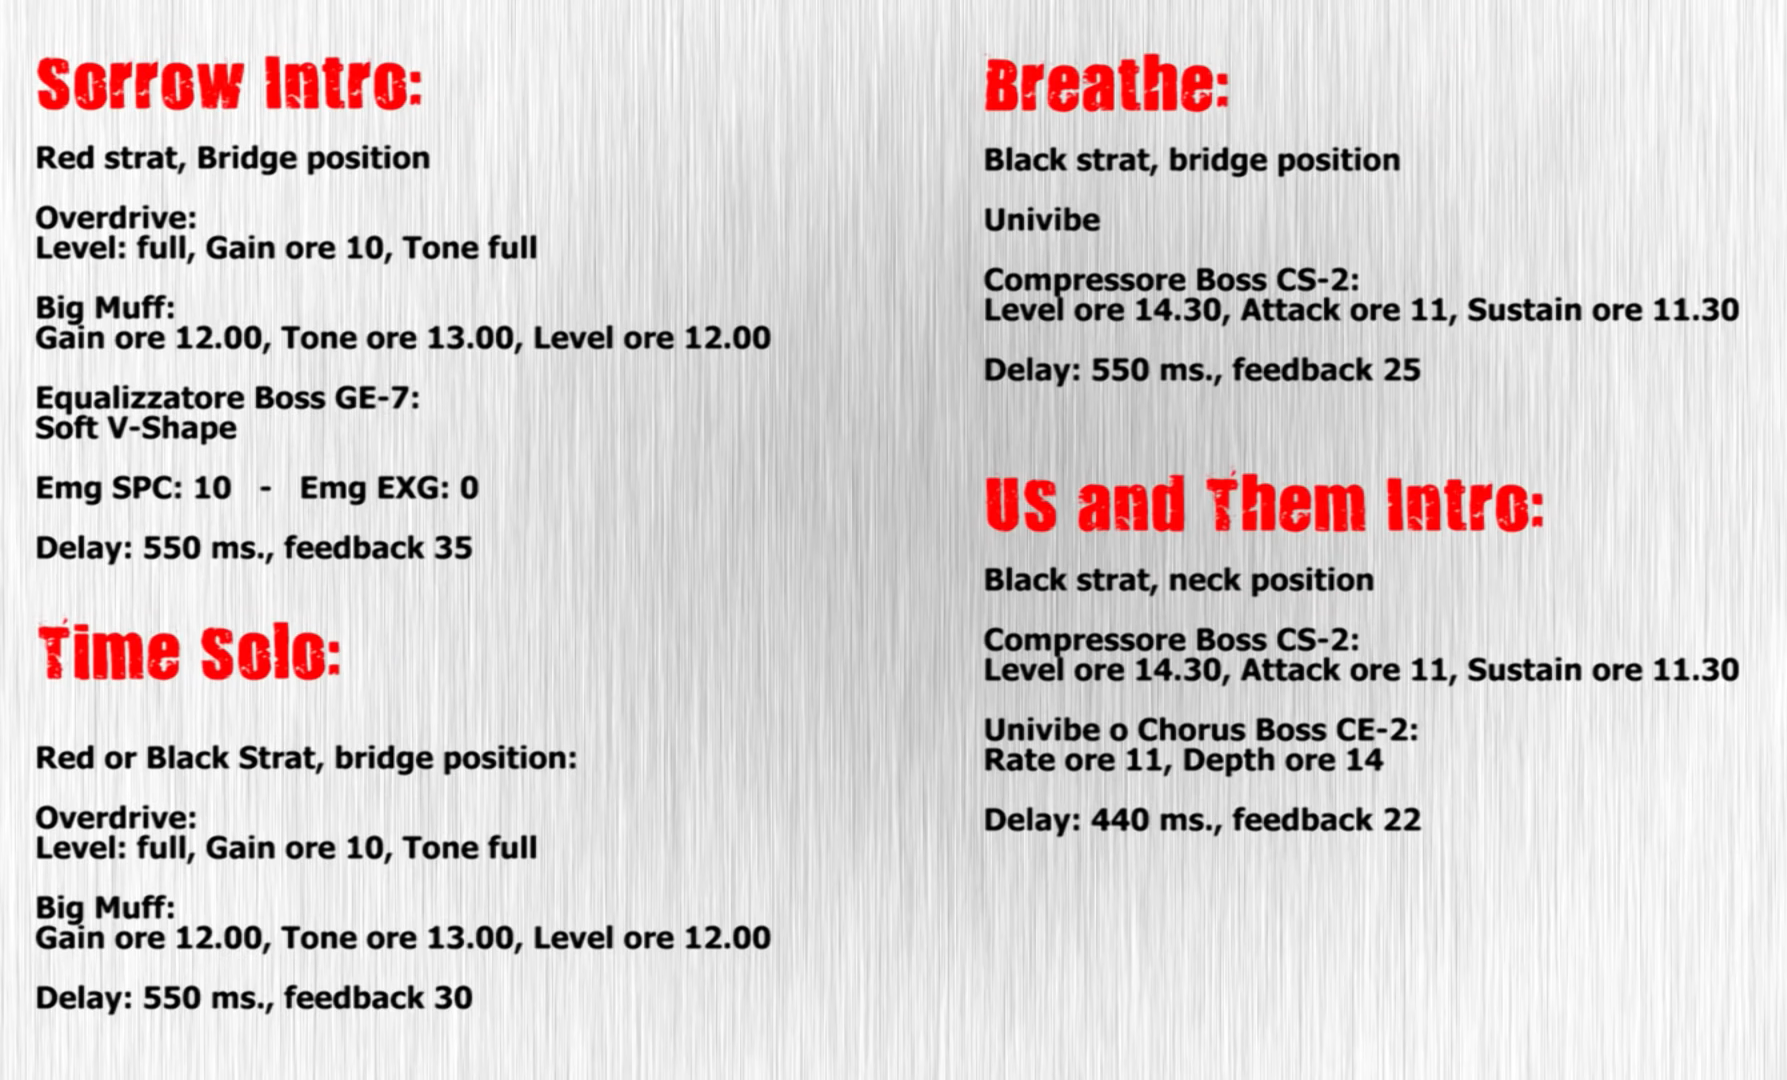 Sorrow Intro:
Red strat, Bridge position
Overdrive:
Level: full, Gain ore 10, Tone full
Big Muff:
Gain ore 12.00, Tone ore 13.00, Level ore 12.00
Equalizzatore Boss GE-7:
Soft V-Shape
Emg SPC: 10 - Emg EXG: 0
Delay: 550 ms., feedback 35
Time Solo:
Red or Black Strat, bridge position:
Overdrive:
Level: full, Gain ore 10, Tone full
Big Muff:
Gain ore 12.00, Tone ore 13.00, Level ore 12.00
Delay: 550 ms., feedback 30
Breathe:
Black strat, bridge position
Univibe
Compressore Boss CS-2:
Level ore 14.30, Attack ore 11, Sustain ore 11.30
Delay: 550 ms., feedback 25
US and Them Intro:
Black strat, neck position
Compressore Boss CS-2:
Level ore 14.30, Attack ore 11, Sustain ore 11.30
Univibe o Chorus Boss CE-2:
Rate ore 11, Depth ore 14
Delay: 440 ms., feedback 22